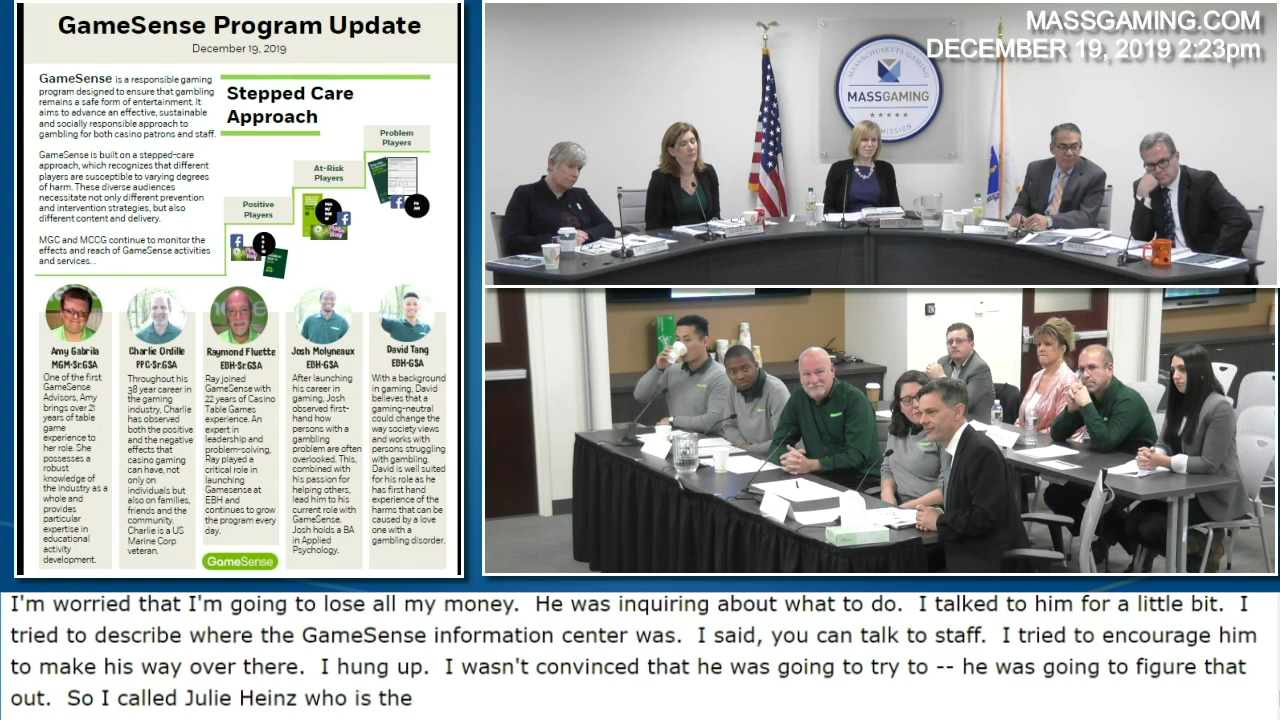 GameSense Program Update
December 19, 2019
GameSense is a responsible gaming
program designed to ensure that gambling
remains a safe form of entertainment. It
aims to advance an effective, sustainable
and socially responsible approach to
gambling for both casino patrons and staff.
GameSense is built on a stepped-care
approach, which recognizes that different
players are susceptible to varying degrees
of harm. These diverse audiences
necessitate not only different prevention
and intervention strategies, but also
different content and delivery.
MGC and MCCG continue to monitor the
effects and reach of GameSense activities
and services. .
Stepped Care
Approach
Problem
Players
At-Risk
Players
Positive
Players
Amy Gabrila
MGM-Sr.GSA
One of the first
GameSense
Advisors, Amy
brings over 21
years of table
game
experience to
her role. She
possesses a
robust
knowledge of
the industry as a
whole and
provides
particular
expertise in
educational
activity
development.
Charlie Ordille
PPC-Sr.GSA
Throughout his
38 year career in
the gaming
industry, Charlie
has observed
both the positive
and the negative
effects that
casino gaming
can have, not
only on
individuals but
also on families,
friends and the
community.
Charlie is a US
Marine Corp
veteran.
Raymond Fluette
EBH-Sr.GSA
Ray joined
GameSense with
22 years of Casino
Table Games
experience. An
expert in
leadership and
problem-solving,
Ray played a
critical role in
launching
Gamesense at
EBH and
continues to grow
the program every
day.
GameSense
Josh Molyneaux
EBH-GSA
After launching
his career in
gaming, Josh
observed first-
hand how
persons with a
gambling
problem are often
overlooked. This,
combined with
his passion for
helping others,
lead him to his
current role with
GameSense.
Josh holds a BA
in Applied
Psychology.
David Tang
EBH-GSA
With a background
in gaming, David
believes that a
gaming-neutral
could change the
way society views
and works with
persons struggling
with gambling.
David is well suited
for his role as he
has first hand
experience of the
harms that can be
caused by a love
one with a
gambling disorder.
MASSGAMING.COM
DECEMBER 19, 2019 2:23pm
MASSACHUSETTS GAMING
MASSGAMING
I'm worried that I'm going to lose all my money. He was inquiring about what to do. I talked to him for a little bit. I
tried to describe where the GameSense information center was. I said, you can talk to staff. I tried to encourage him
to make his way over there. I hung up. I wasn't convinced that he was going to try to -- he was going to figure that
out. So I called Julie Heinz who is the